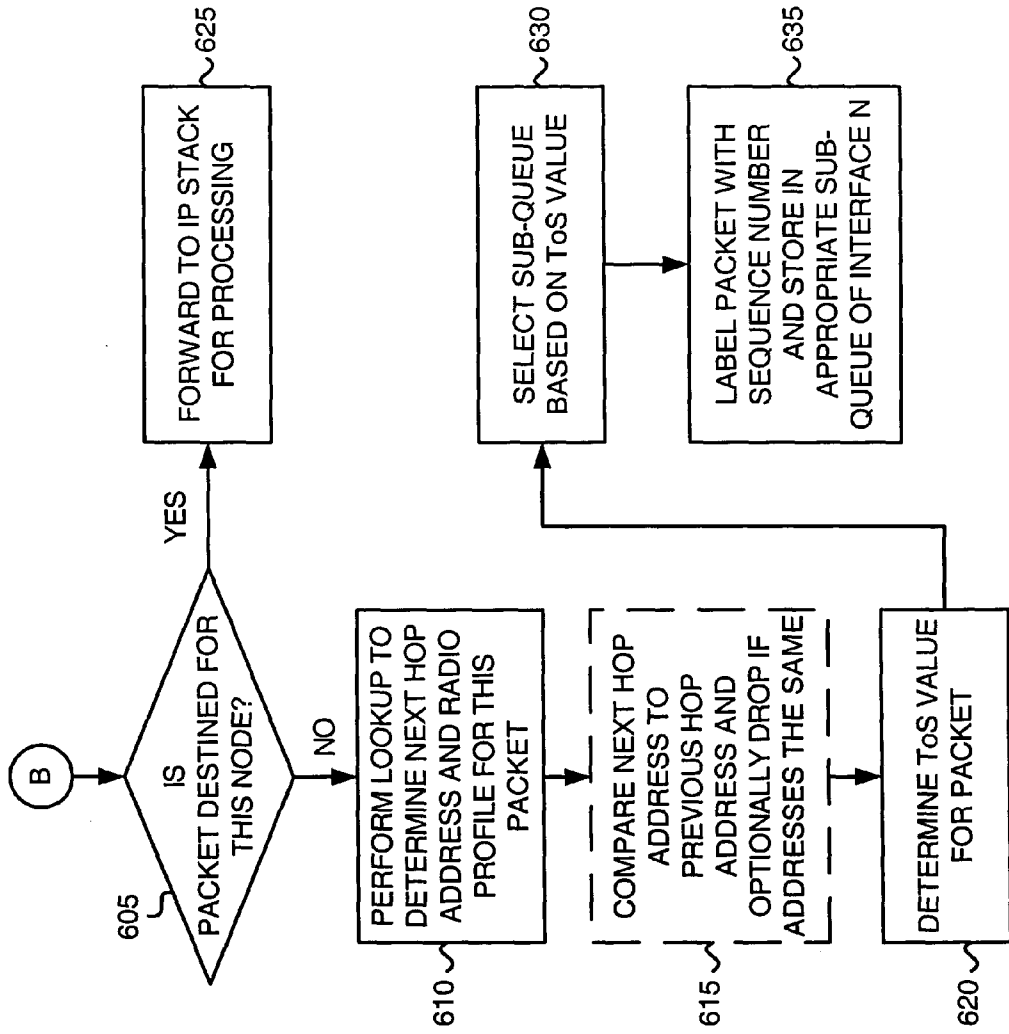 B
IS
PACKET DESTINED FOR
THIS NODE?
605
YES
FORWARD TO IP STACK
FOR PROCESSING
625
NO
PERFORM LOOKUP TO
DETERMINE NEXT HOP
ADDRESS AND RADIO
PROFILE FOR THIS
PACKET
610
COMPARE NEXT HOP
ADDRESS TO
PREVIOUS HOP
ADDRESS AND
OPTIONALLY DROP IF
ADDRESSES THE SAME
615
DETERMINE ToS VALUE
FOR PACKET
620
SELECT SUB-QUEUE
BASED ON ToS VALUE
630
LABEL PACKET WITH
SEQUENCE NUMBER
AND STORE IN
APPROPRIATE SUB-
QUEUE OF INTERFACE N
635